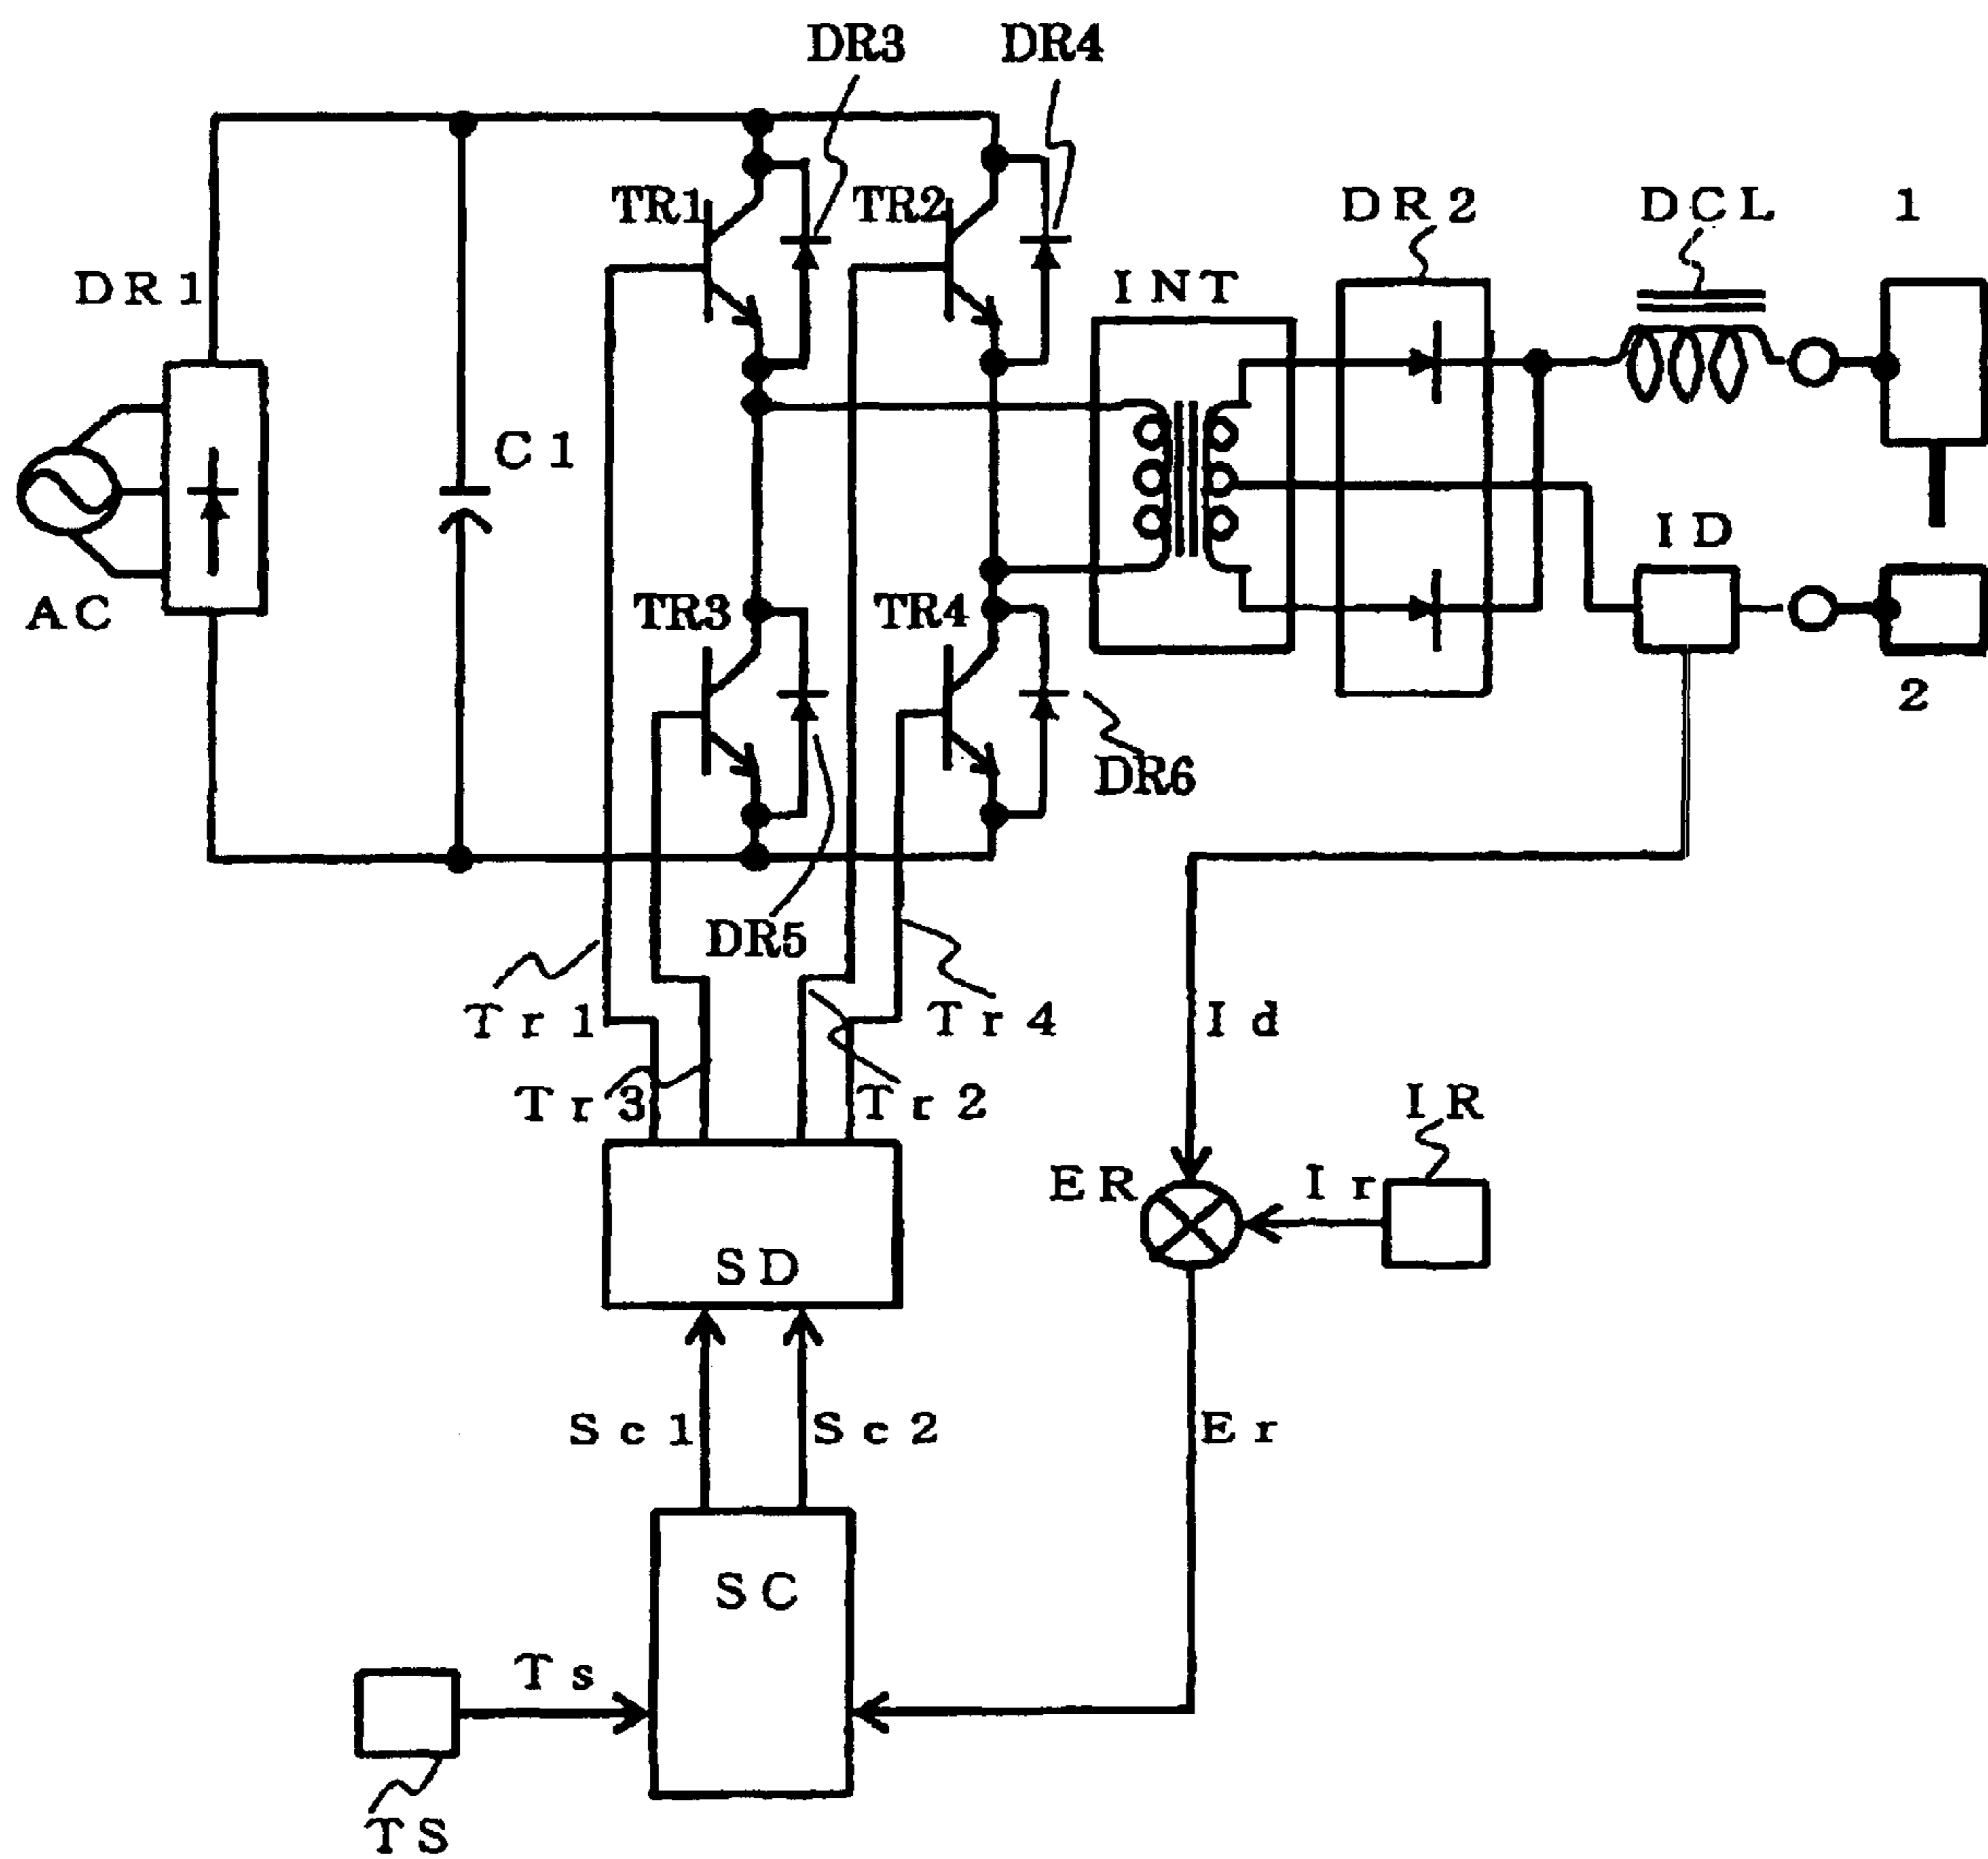 DR3 DR4
TR1 TR2 DR2 DCL 1
DR1 INT
C1
ID
AC TR3 TR4
2
DR6
DR5
Tr1 Tr4 Id
Tr3 Tr2 IR
ER Ir
SD
Sc1 Sc2 Er
SC
Ts
TS